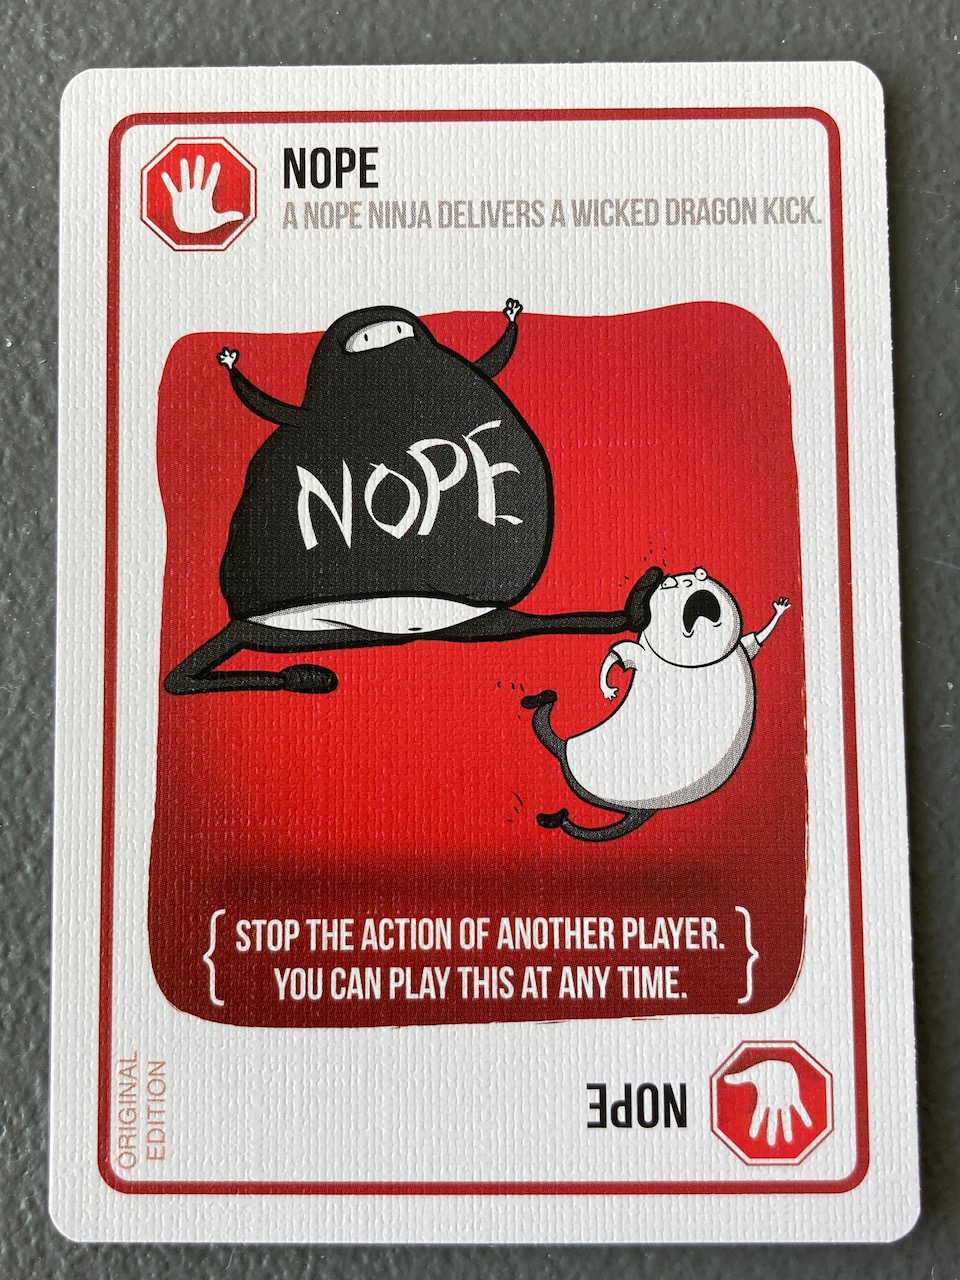 NOPE
A NOPE NINJA DELIVERS A WICKED DRAGON KICK.
NOPE
{ STOP THE ACTION OF ANOTHER PLAYER.
YOU CAN PLAY THIS AT ANY TIME. }
ORIGINAL
EDITION
NOPE